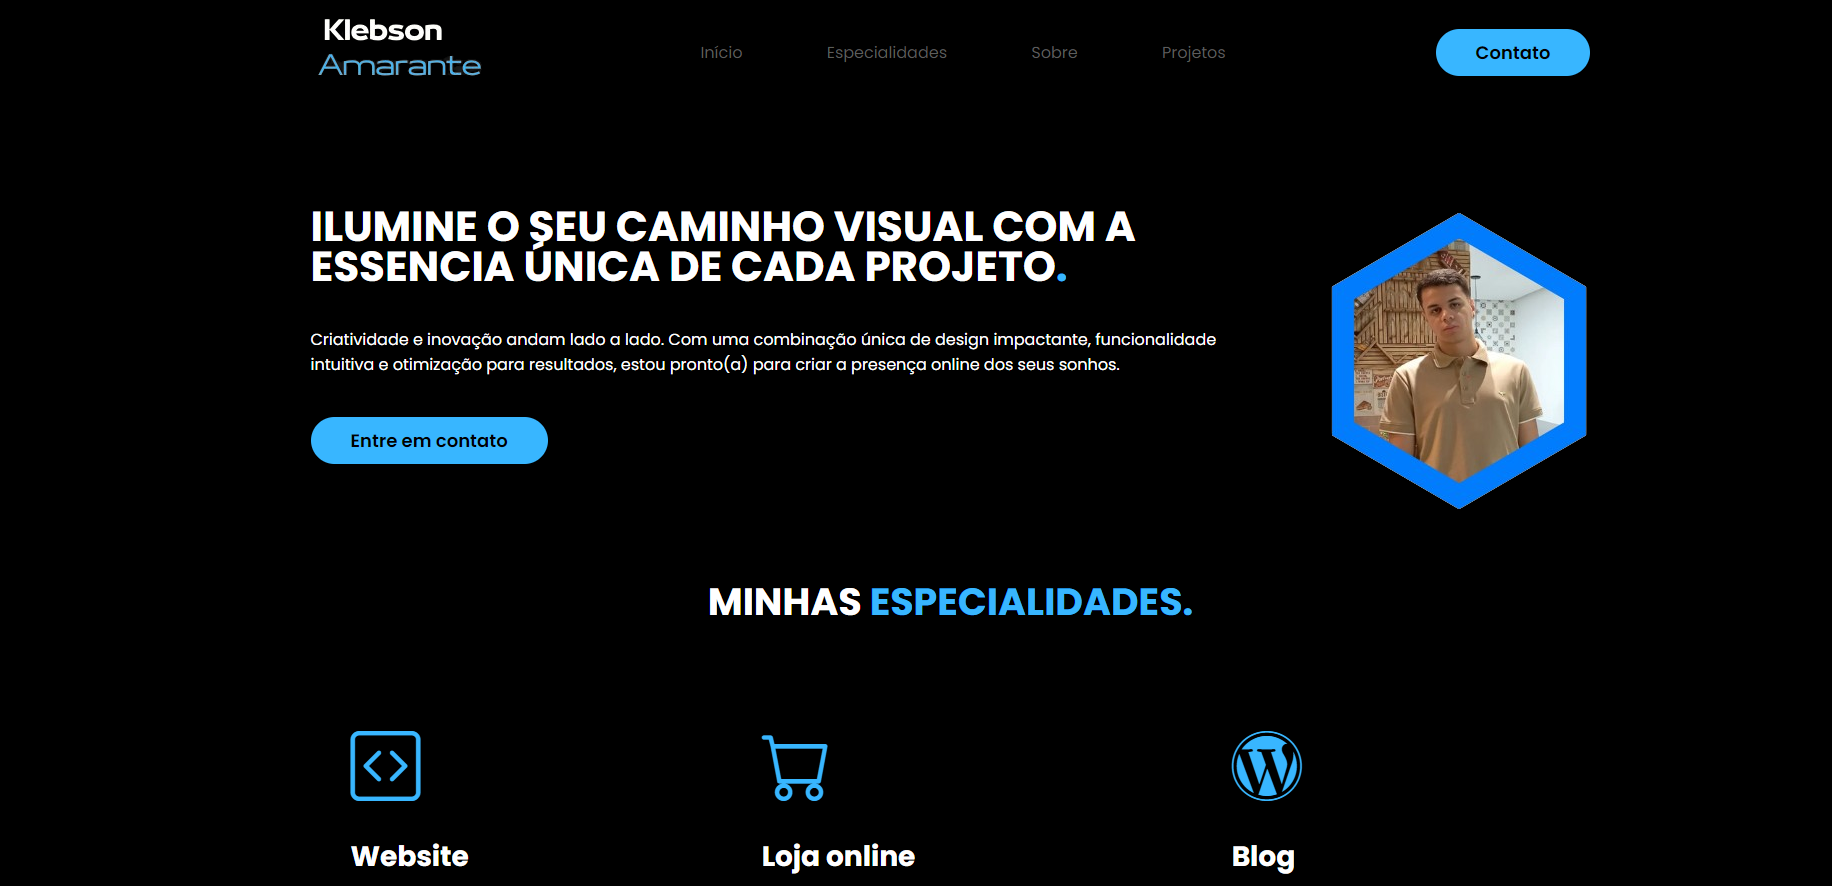 Klebson
Amarante
Início
Especialidades
Sobre
Projetos
Contato
ILUMINE O SEU CAMINHO VISUAL COM A
ESSENCIA ÚNICA DE CADA PROJETO.
Criatividade e inovação andam lado a lado. Com uma combinação única de design impactante, funcionalidade
intuitiva e otimização para resultados, estou pronto(a) para criar a presença online dos seus sonhos.
Entre em contato
MINHAS ESPECIALIDADES.
Website
Loja online
Blog